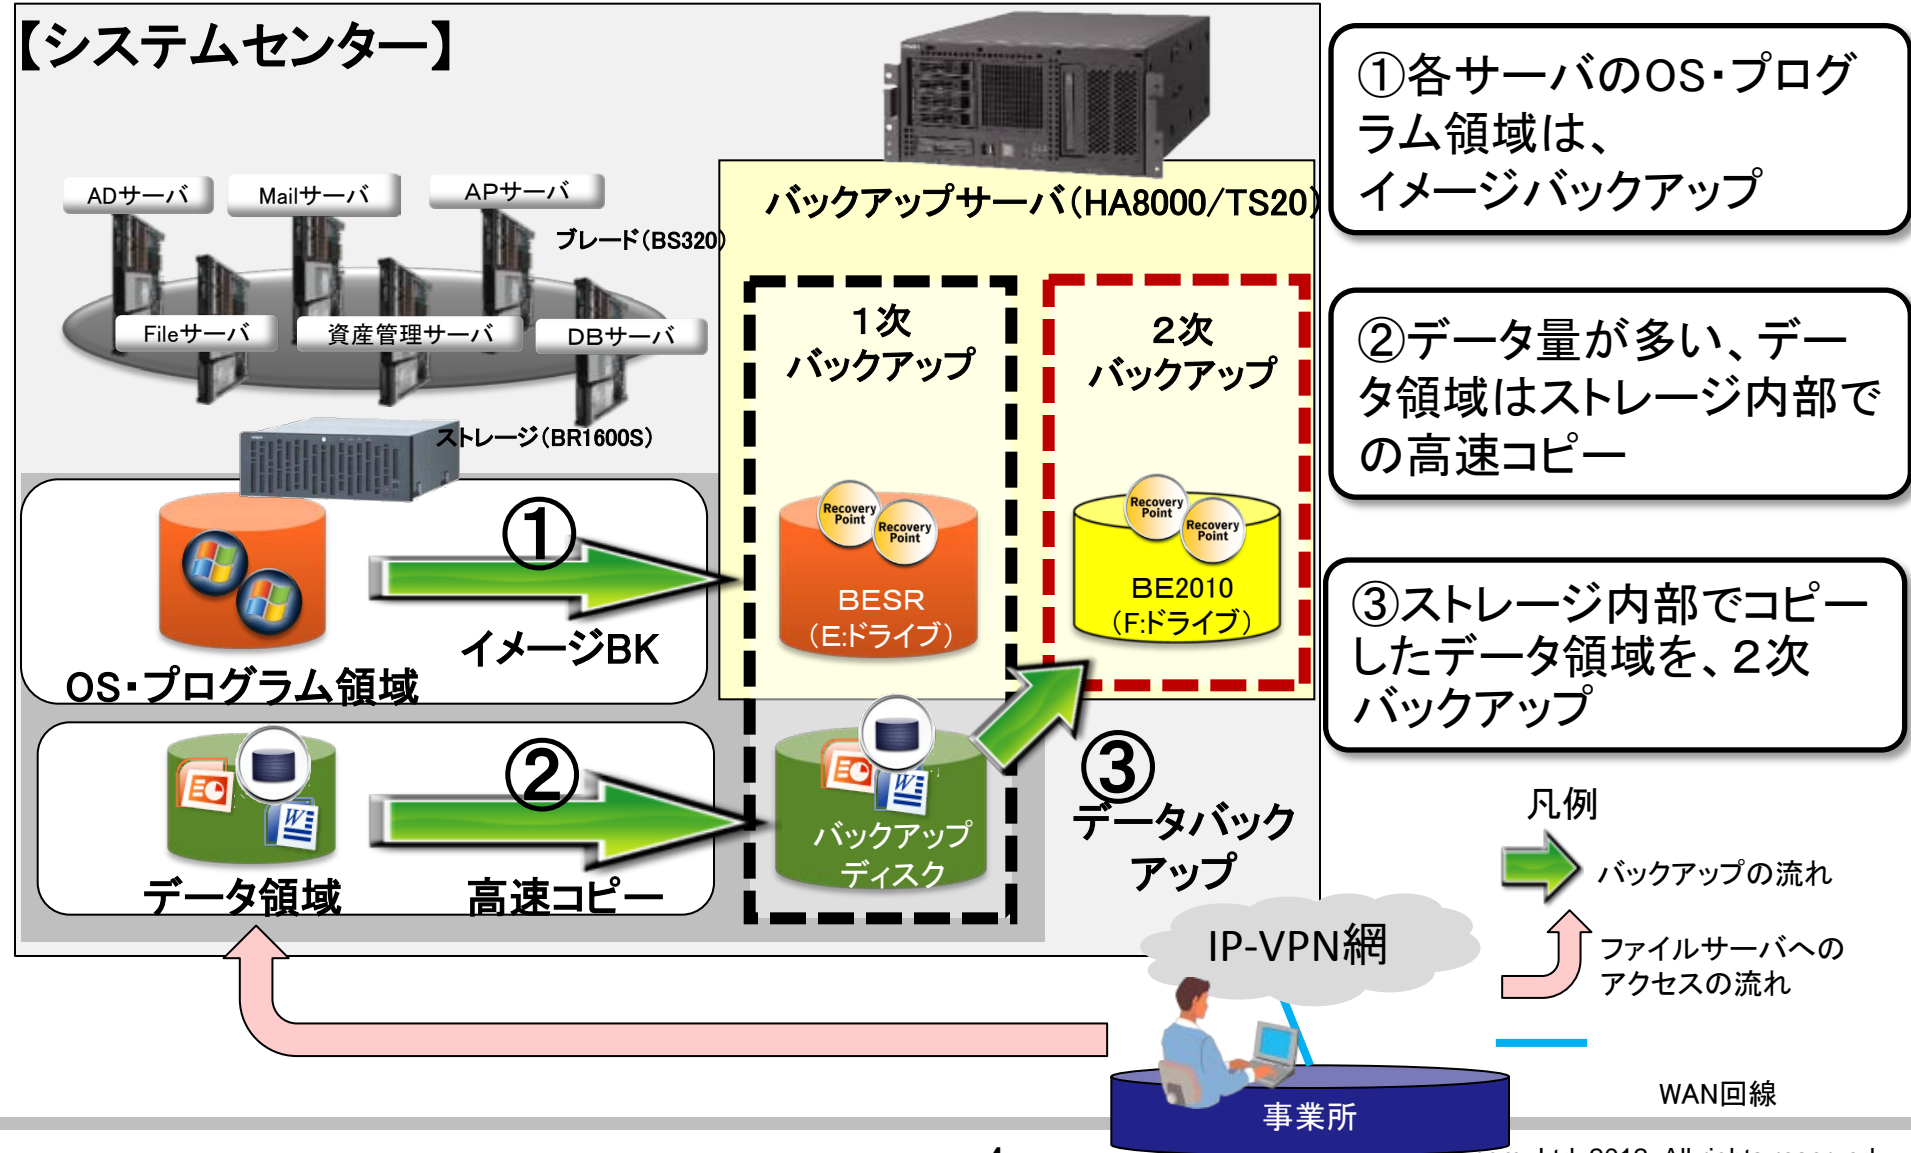 【システムセンター】
ADサーバ
Mailサーバ
APサーバ
ブレード(BS320)
Fileサーバ
資産管理サーバ
DBサーバ
ストレージ(BR1600S)
バックアップサーバ(HA8000/TS20)
1次
バックアップ
2次
バックアップ
①
イメージBK
OS・プログラム領域
Recovery
Point
Recovery
Point
BESR
(E:ドライブ)
Recovery
Point
Recovery
Point
BE2010
(F:ドライブ)
②
データ領域
高速コピー
バックアップ
ディスク
③
データバック
アップ
IP-VPN網
事業所
①各サーバのOS・プログ
ラム領域は、
イメージバックアップ
②データ量が多い、デー
タ領域はストレージ内部で
の高速コピー
③ストレージ内部でコピー
したデータ領域を、2次
バックアップ
凡例
バックアップの流れ
ファイルサーバへの
アクセスの流れ
WAN回線
2012. All rights reserved